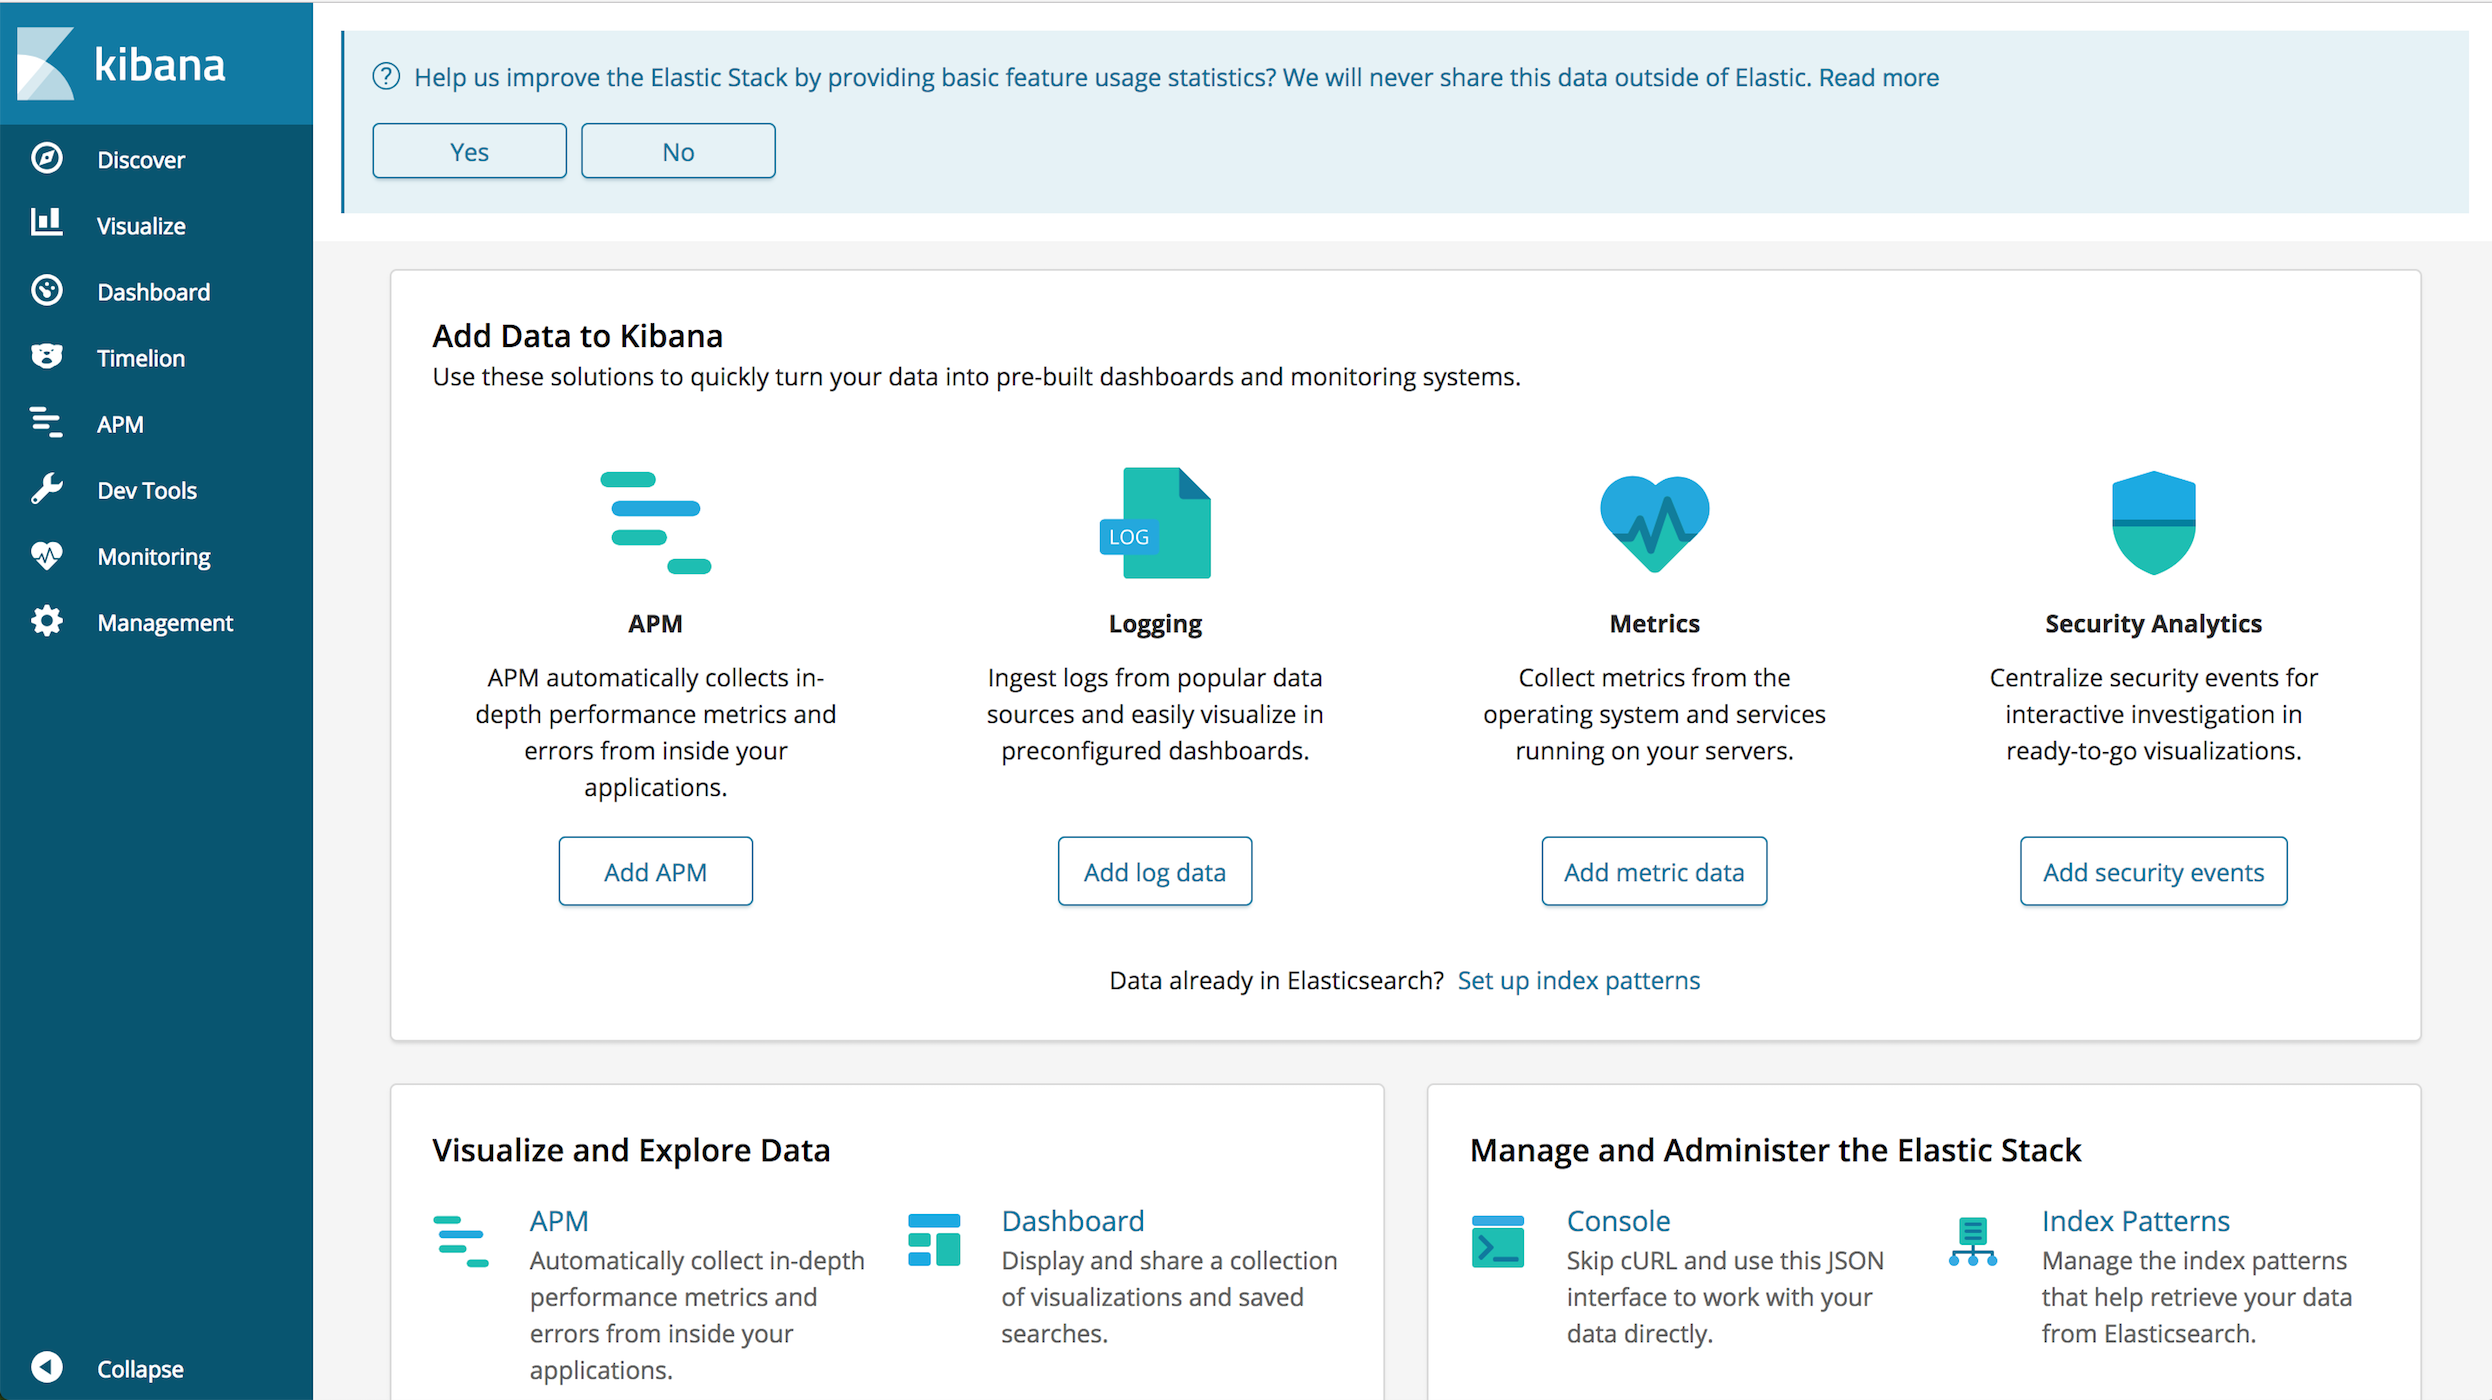 kibana
Discover
Visualize
Dashboard
Timelion
APM
Dev Tools
Monitoring
Management
Collapse
Help us improve the Elastic Stack by providing basic feature usage statistics? We will never share this data outside of Elastic. Read more
Yes
No
Add Data to Kibana
Use these solutions to quickly turn your data into pre-built dashboards and monitoring systems.
APM
APM automatically collects in-
depth performance metrics and
errors from inside your
applications.
Add APM
LOG
Logging
Ingest logs from popular data
sources and easily visualize in
preconfigured dashboards.
Add log data
Metrics
Collect metrics from the
operating system and services
running on your servers.
Add metric data
Security Analytics
Centralize security events for
interactive investigation in
ready-to-go visualizations.
Add security events
Data already in Elasticsearch? Set up index patterns
Visualize and Explore Data
APM
Automatically collect in-depth
performance metrics and
errors from inside your
applications.
Dashboard
Display and share a collection
of visualizations and saved
searches.
Manage and Administer the Elastic Stack
Console
Skip cURL and use this JSON
interface to work with your
data directly.
Index Patterns
Manage the index patterns
that help retrieve your data
from Elasticsearch.